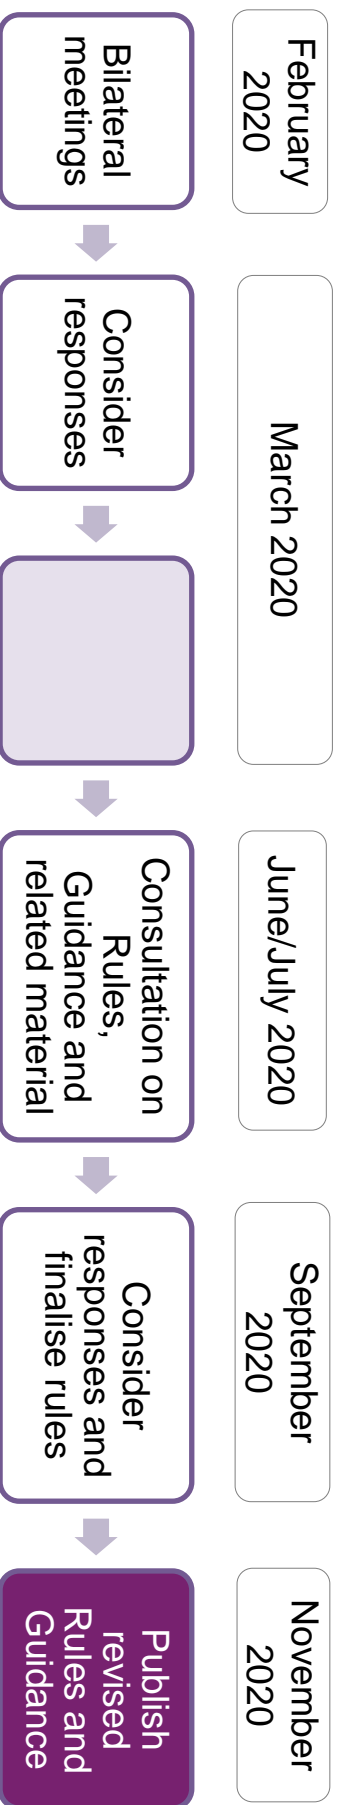 February
2020
Bilateral
meetings
March 2020
Consider
responses
June/July 2020
Consultation on
Rules,
Guidance and
related material
September
2020
Consider
responses and
finalise rules
November
2020
Publish
revised
Rules and
Guidance